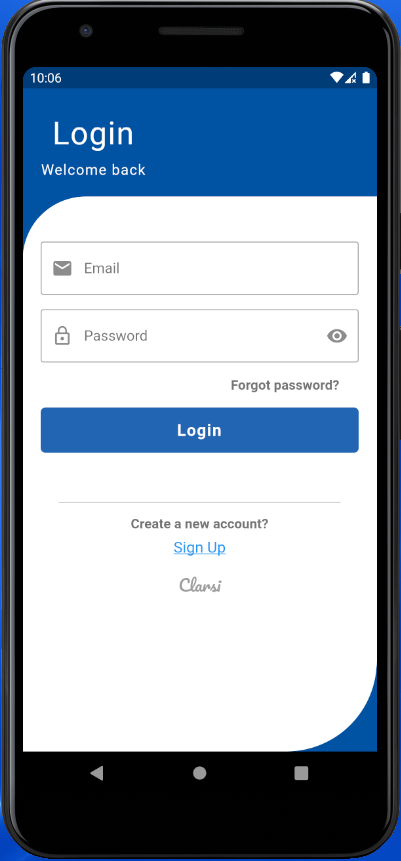 10:06
Login
Welcome back
Email
Password
Forgot password?
Login
Create a new account?
Sign Up
Clarsi